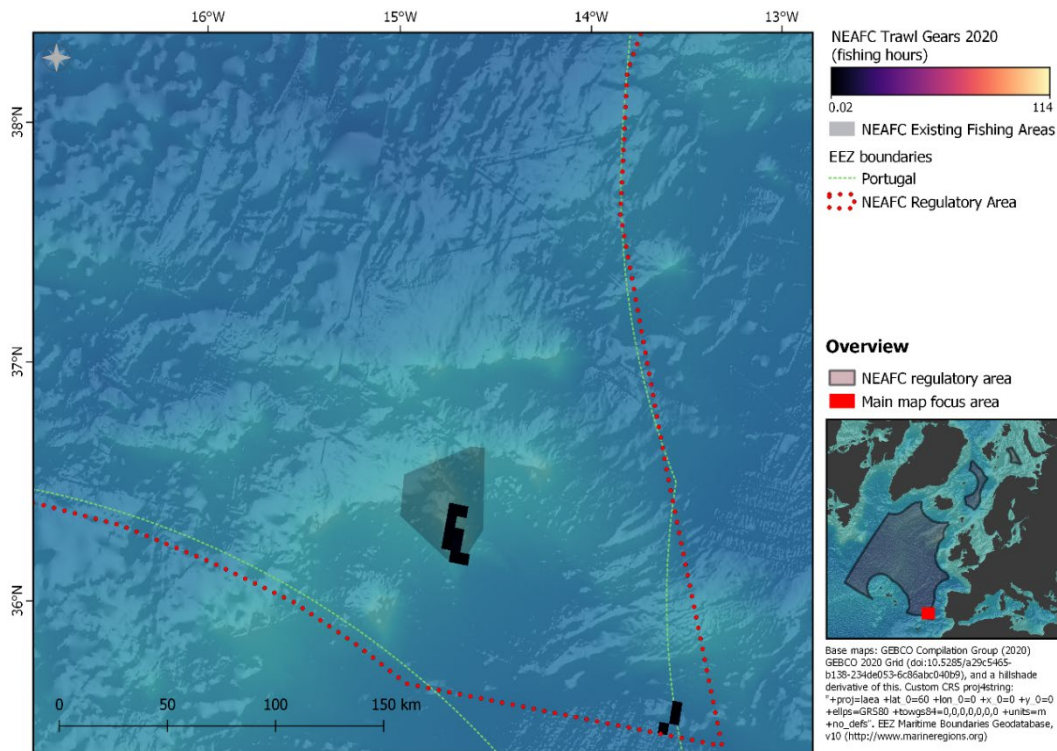 16°W 15°W 14°W 13°W
38°N
37°N
36°N
0 50 100 150 km
NEAFC Trawl Gears 2020
(fishing hours)
0.02 114
NEAFC Existing Fishing Areas
EEZ boundaries
Portugal
NEAFC Regulatory Area
Overview
NEAFC regulatory area
Main map focus area
Base maps: GEBCO Compilation Group (2020)
GEBCO 2020 Grid (doi:10.5285/a29c5465-
b138-234de053-6c86abc040b9), and a hillshade
derivative of this. Custom CRS proj4string:
"+proj=laea +lat_0=60 +lon_0=0 +x_0=0 +y_0=0
+ellps=GRS80 +towgs84=0,0,0,0,0,0,0 +units=m
+no_defs". EEZ Maritime Boundaries Geodatabase,
v10 (http://www.marineregions.org)